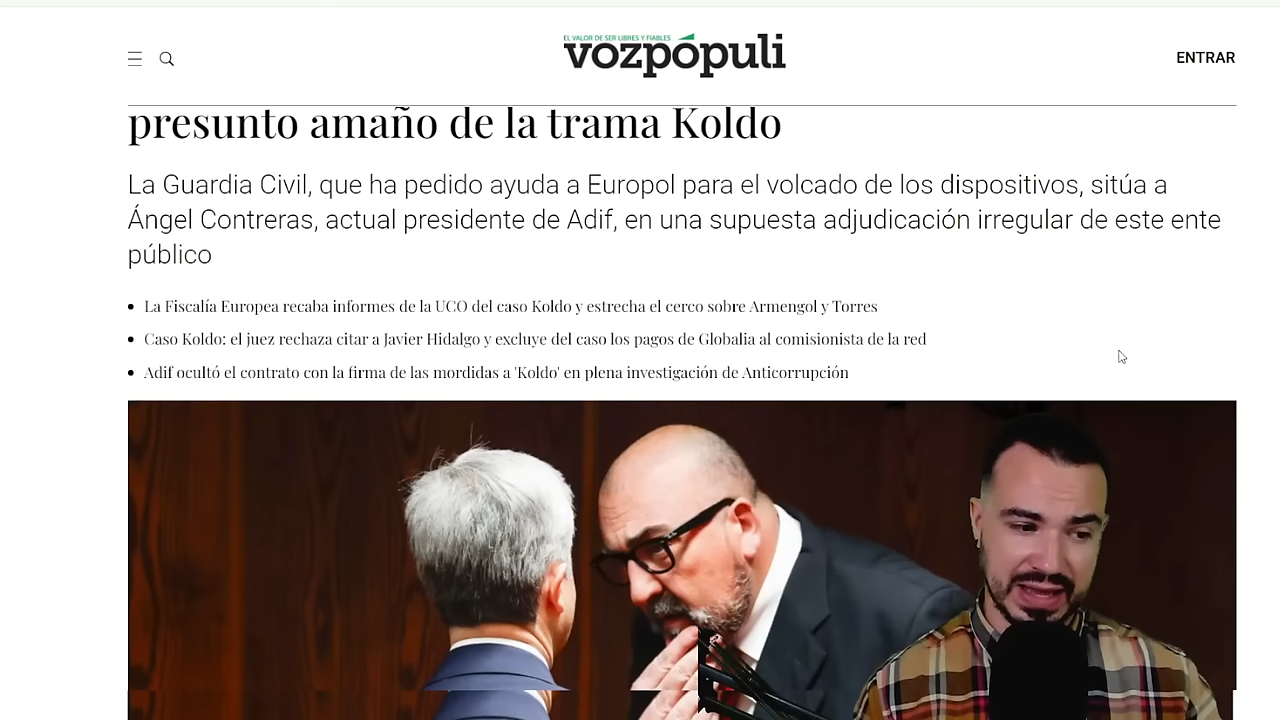 EL VALOR DE SER LIBRES Y FIABLES
vozpópuli
ENTRAR
presunto amaño de la trama Koldo
La Guardia Civil, que ha pedido ayuda a Europol para el volcado de los dispositivos, sitúa a
Ángel Contreras, actual presidente de Adif, en una supuesta adjudicación irregular de este ente
público
La Fiscalía Europea recaba informes de la UCO del caso Koldo y estrecha el cerco sobre Armengol y Torres
Caso Koldo: el juez rechaza citar a Javier Hidalgo y excluye del caso los pagos de Globalia al comisionista de la red
Adif ocultó el contrato con la firma de las mordidas a 'Koldo' en plena investigación de Anticorrupción